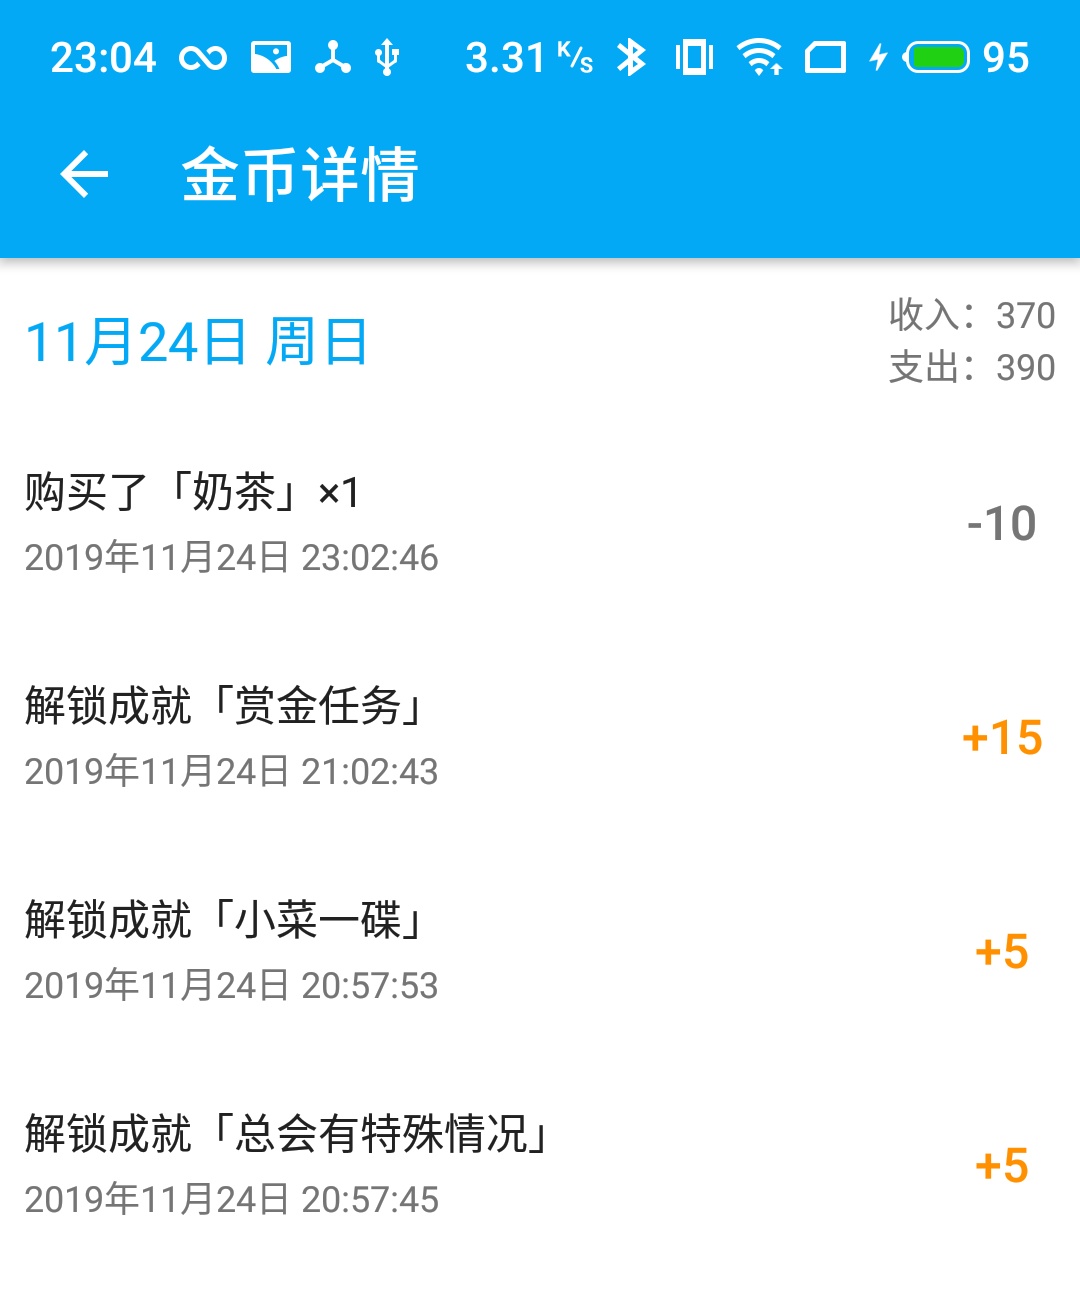 23:04 3.31 K/s 95
金币详情
11月24日 周日
收入：370
支出：390
购买了「奶茶」×1
-10
2019年11月24日 23:02:46
解锁成就「赏金任务」
+15
2019年11月24日 21:02:43
解锁成就「小菜一碟」
+5
2019年11月24日 20:57:53
解锁成就「总会有特殊情况」
+5
2019年11月24日 20:57:45